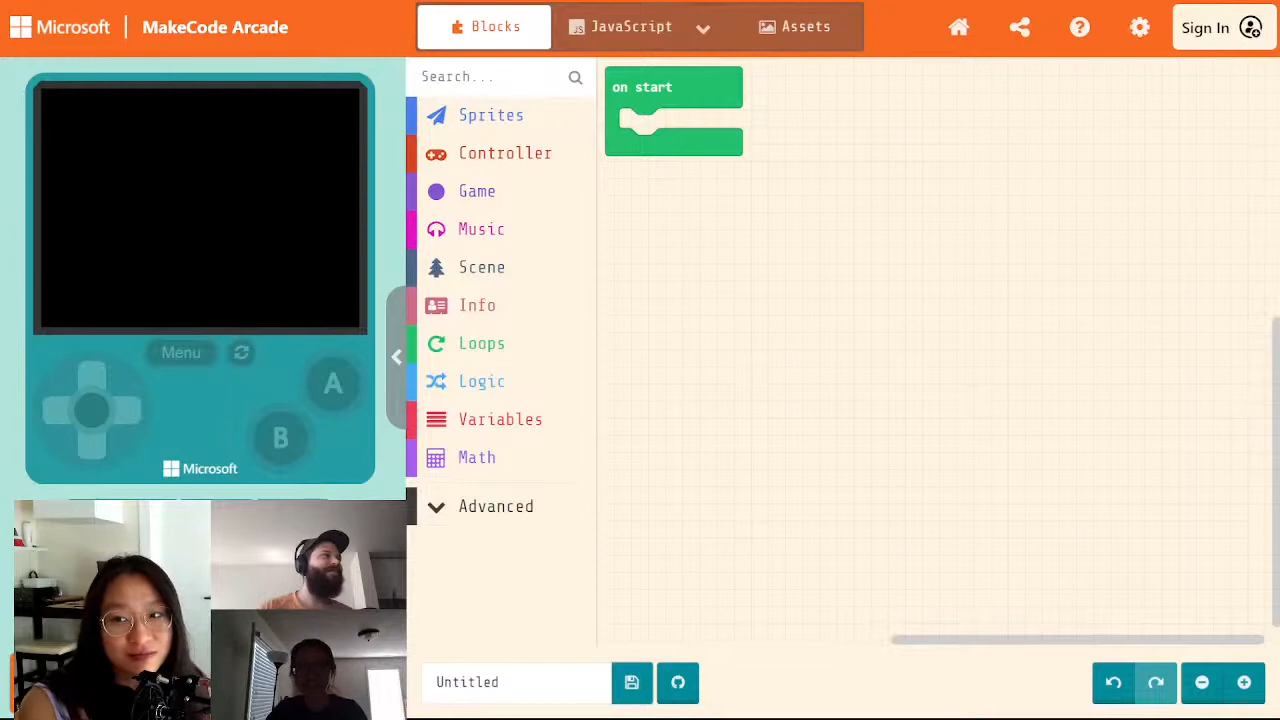 Microsoft | MakeCode Arcade
Blocks
JavaScript
Assets
Sign In
Search...
Sprites
Controller
Game
Music
Scene
Info
Loops
Logic
Variables
Math
Advanced
on start
Menu
A
B
Microsoft
Untitled